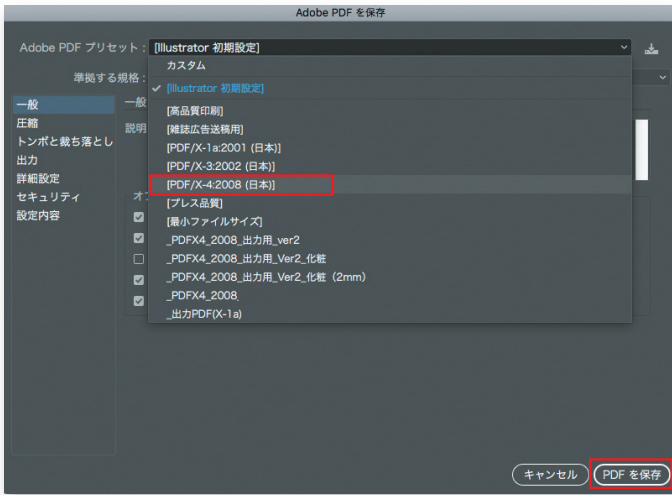 Adobe PDF を保存
Adobe PDF プリセット : [Illustrator 初期設定]
準拠する規格 :
カスタム
✓ [Illustrator 初期設定]
[高品質印刷]
[雑誌広告送稿用]
[PDF/X-1a:2001 (日本)]
[PDF/X-3:2002 (日本)]
[PDF/X-4:2008 (日本)]
[プレス品質]
[最小ファイルサイズ]
_PDFX4_2008_出力用_ver2
_PDFX4_2008_出力用_Ver2_化粧
_PDFX4_2008_出力用_Ver2_化粧（2mm）
_PDFX4_2008_
_出力PDF(X-1a)
一般
圧縮
トンボと裁ち落とし
出力
詳細設定
セキュリティ
設定内容
一般
説明
オ
キャンセル
PDF を保存